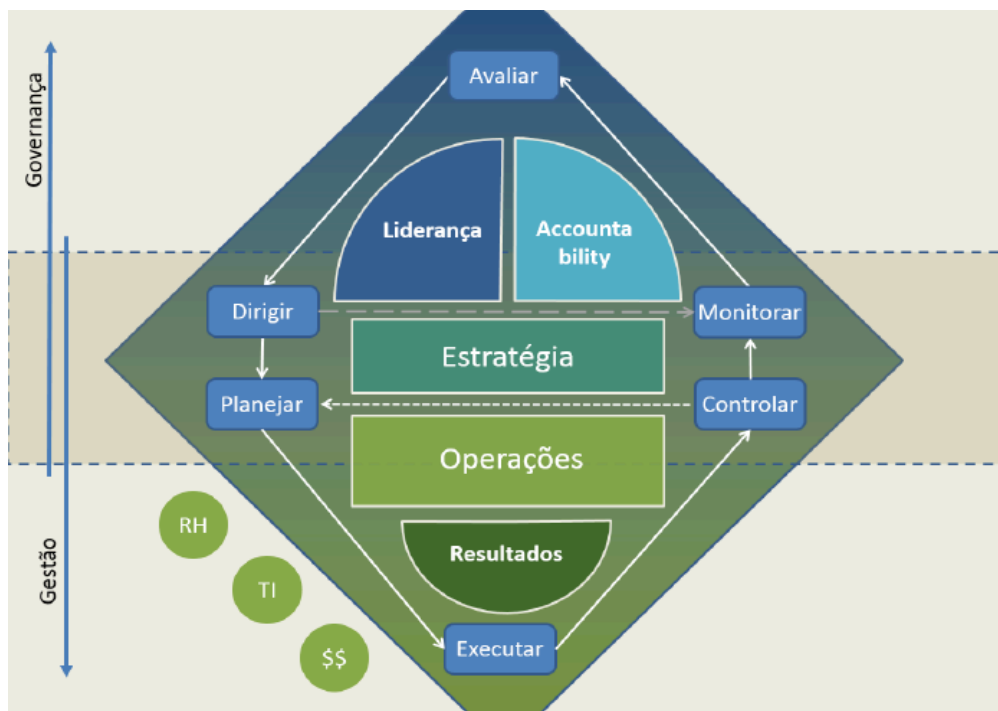 Avaliar
Governança
Liderança
Accounta
bility
Dirigir
Monitorar
Estratégia
Planejar
Controlar
Operações
RH
Resultados
Gestão
TI
$$
Executar